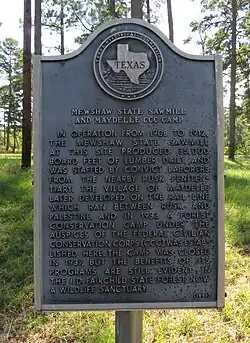 TEXAS
MEWSHAW STATE SAWMILL
AND MAYDELLE CCC CAMP
IN OPERATION FROM 1908 TO 1912,
THE MEWSHAW STATE SAWMILL
AT THIS SITE PRODUCED 35,000
BOARD FEET OF LUMBER DAILY AND
WAS STAFFED BY CONVICT LABORERS
FROM THE NEARBY RUSK PENITEN-
TIARY. THE VILLAGE OF MAYDELLE
LATER DEVELOPED ON THE RAIL LINE
WHICH RAN BETWEEN RUSK AND
PALESTINE, AND IN 1933 A FOREST
CONSERVATION CAMP UNDER THE
AUSPICES OF THE FEDERAL CIVILIAN
CONSERVATION CORPS (CCC) WAS ESTAB-
LISHED HERE. THE CAMP WAS CLOSED
IN 1937, BUT THE BENEFITS OF ITS
PROGRAMS ARE STILL EVIDENT IN
THE I.D. FAIRCHILD STATE FOREST, NOW
A WILDLIFE SANCTUARY.